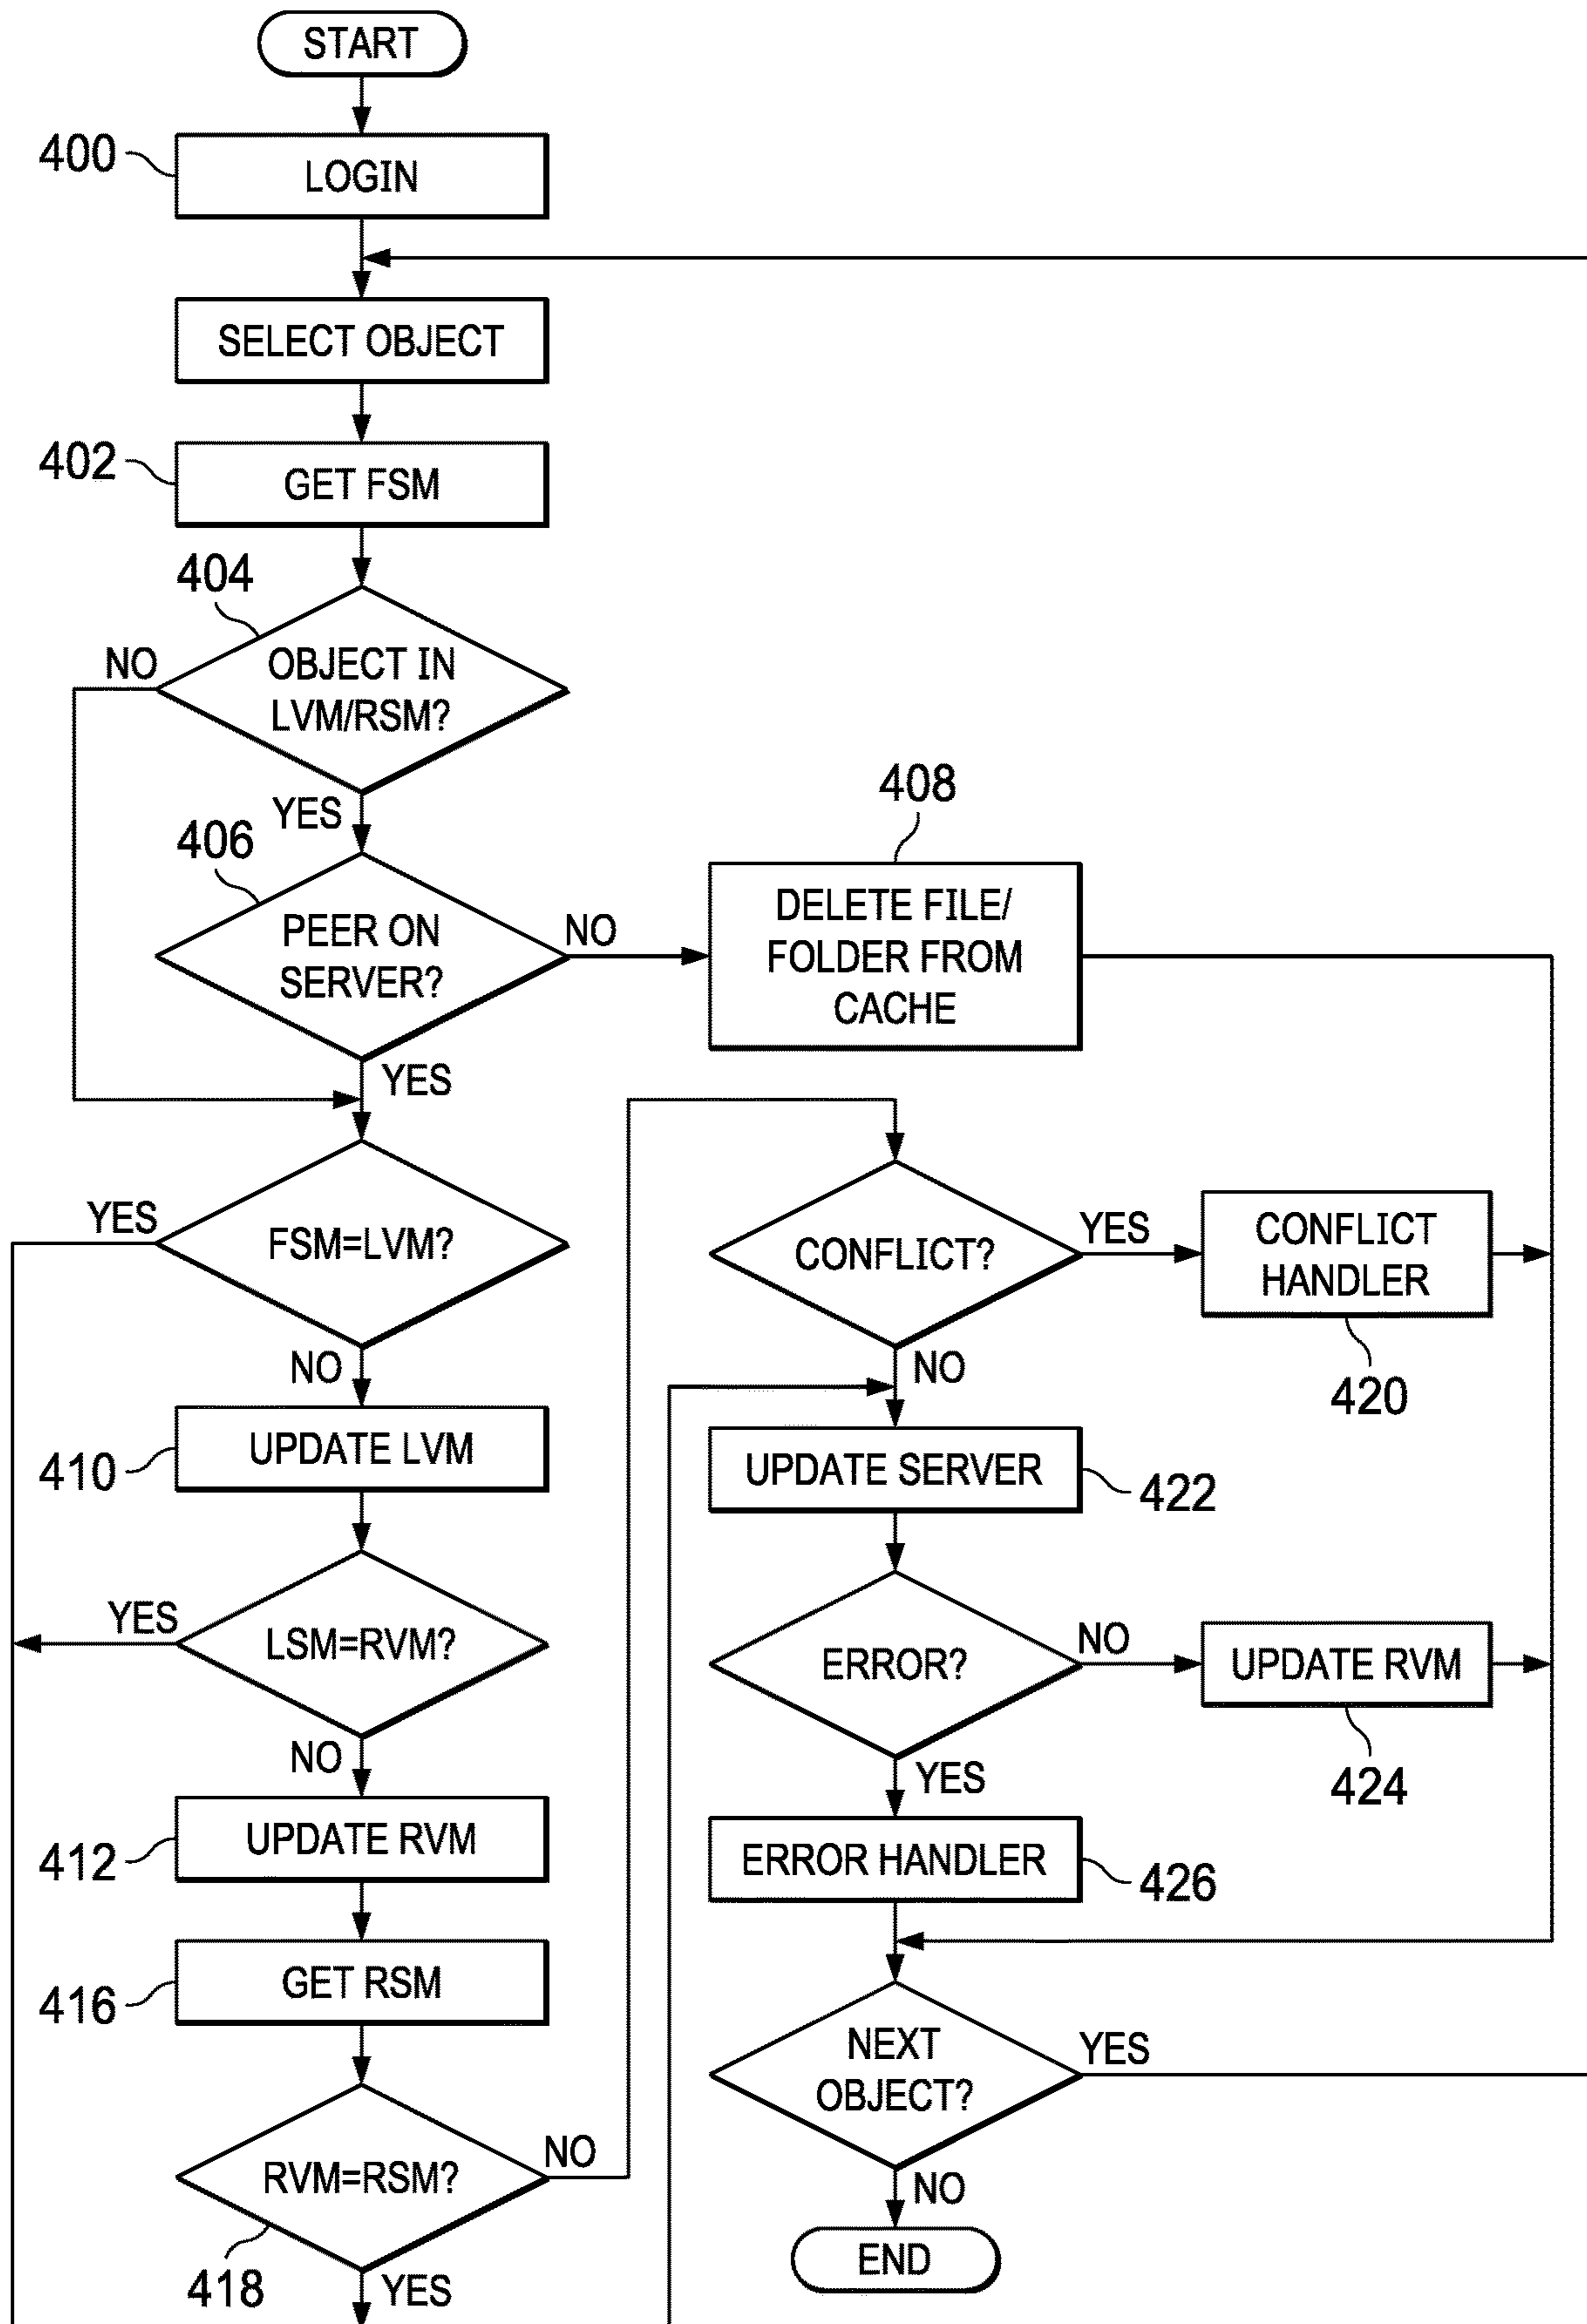 START
400
LOGIN
SELECT OBJECT
402
GET FSM
404
NO
OBJECT IN
LVM/RSM?
YES
406
PEER ON
SERVER?
NO
408
DELETE FILE/
FOLDER FROM
CACHE
YES
YES
FSM=LVM?
NO
CONFLICT?
YES
CONFLICT
HANDLER
420
NO
410
UPDATE LVM
UPDATE SERVER
422
YES
LSM=RVM?
NO
ERROR?
NO
UPDATE RVM
424
YES
412
UPDATE RVM
ERROR HANDLER
426
416
GET RSM
NEXT
OBJECT?
YES
RVM=RSM?
NO
418
YES
NO
END